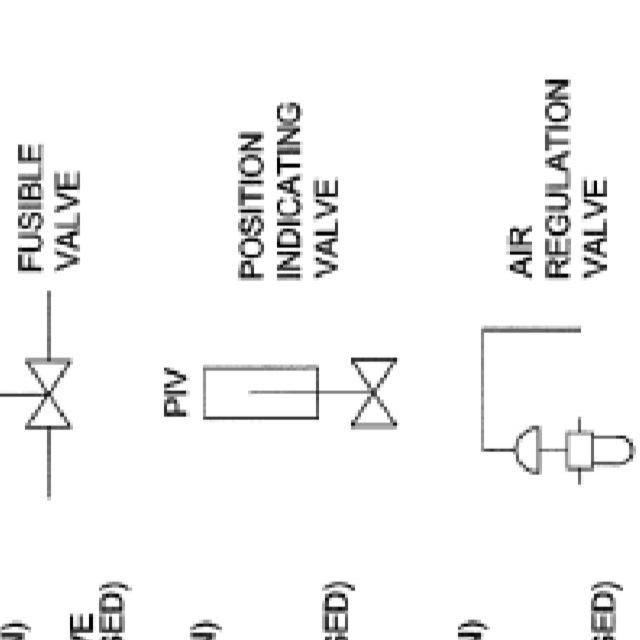 FUSIBLE
VALVE
PIV
POSITION
INDICATING
VALVE
AIR
REGULATION
VALVE